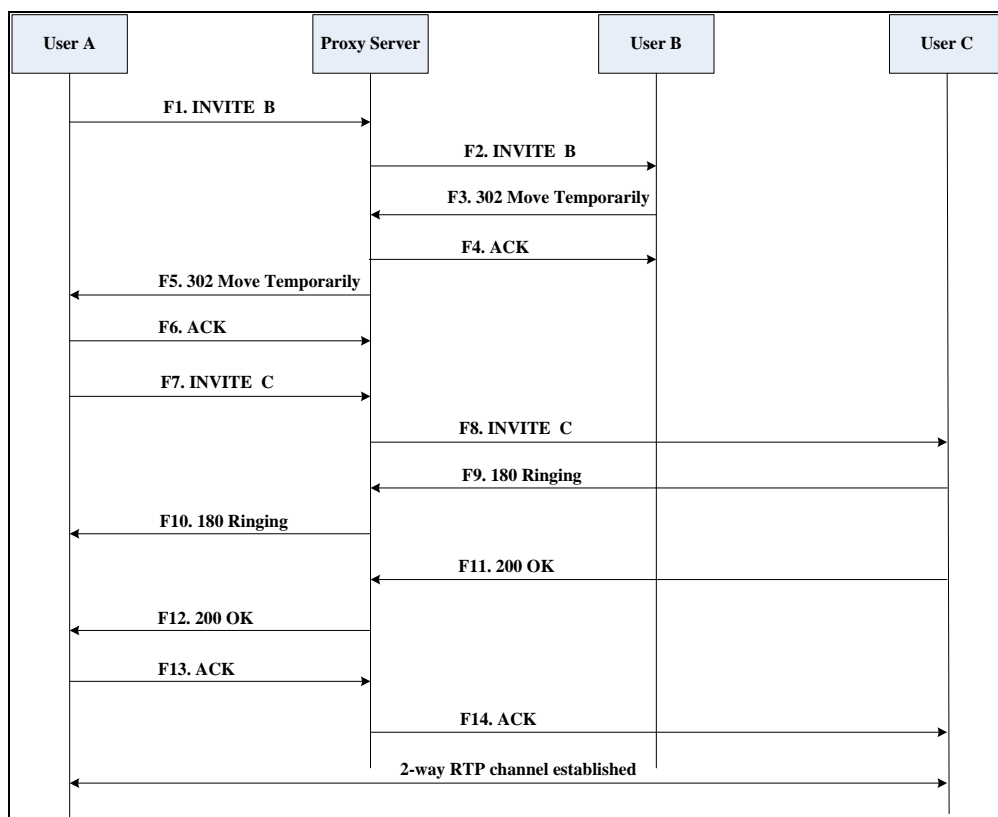 User A
Proxy Server
User B
User C
F1. INVITE B
F2. INVITE B
F3. 302 Move Temporarily
F4. ACK
F5. 302 Move Temporarily
F6. ACK
F7. INVITE C
F8. INVITE C
F9. 180 Ringing
F10. 180 Ringing
F11. 200 OK
F12. 200 OK
F13. ACK
F14. ACK
2-way RTP channel established